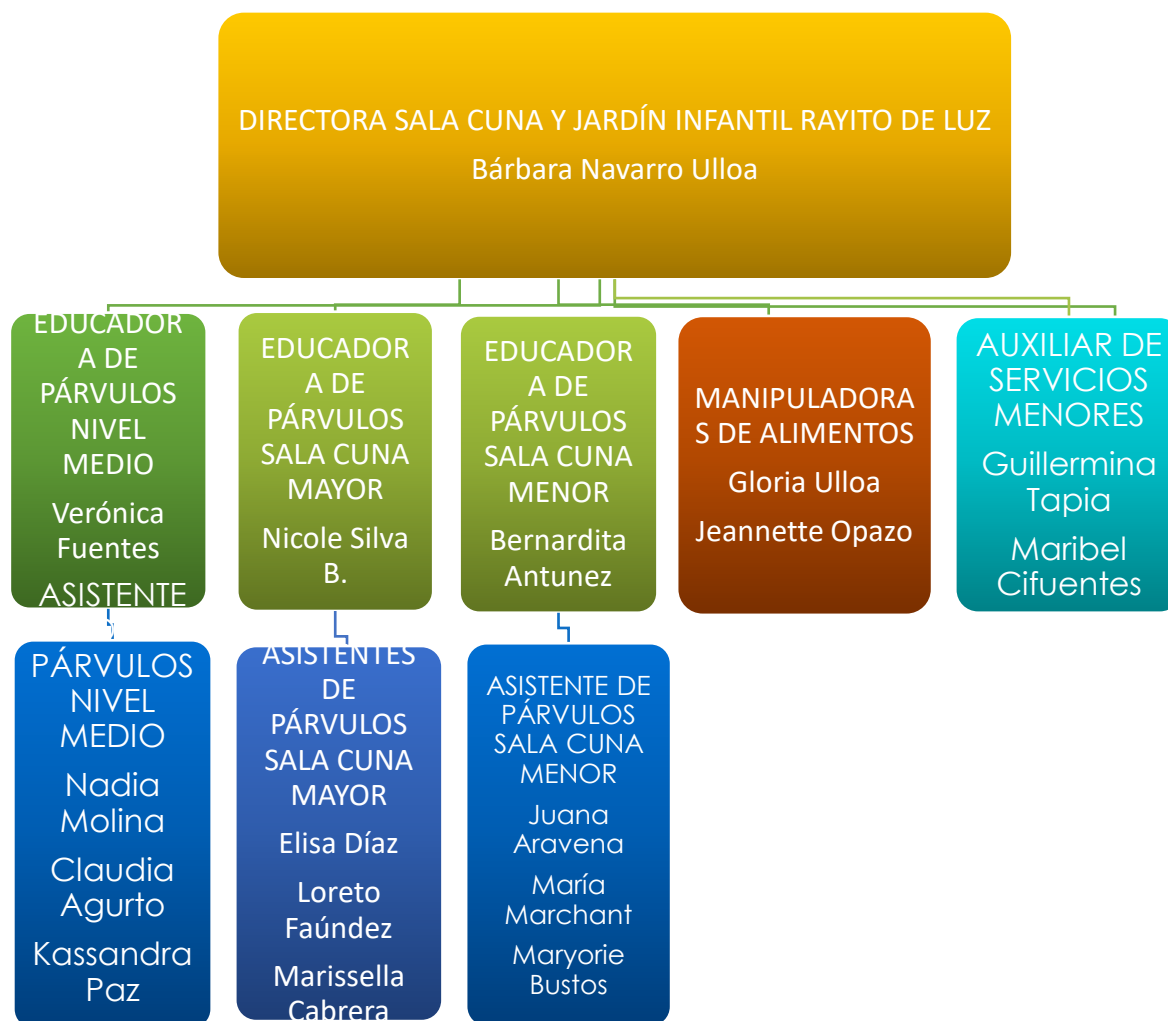 DIRECTORA SALA CUNA Y JARDÍN INFANTIL RAYITO DE LUZ
Bárbara Navarro Ulloa
EDUCADOR
A DE
PÁRVULOS
NIVEL
MEDIO
Verónica
Fuentes
EDUCADOR
A DE
PÁRVULOS
SALA CUNA
MAYOR
Nicole Silva
B.
EDUCADOR
A DE
PÁRVULOS
SALA CUNA
MENOR
Bernardita
Antunez
MANIPULADORA
S DE ALIMENTOS
Gloria Ulloa
Jeannette Opazo
AUXILIAR DE
SERVICIOS
MENORES
Guillermina
Tapia
Maribel
Cifuentes
ASISTENTE
PÁRVULOS
NIVEL
MEDIO
Nadia
Molina
Claudia
Agurto
Kassandra
Paz
ASISTENTES
DE
PÁRVULOS
SALA CUNA
MAYOR
Elisa Díaz
Loreto
Faúndez
Marissella
Cabrera
ASISTENTE DE
PÁRVULOS
SALA CUNA
MENOR
Juana
Aravena
María
Marchant
Maryorie
Bustos